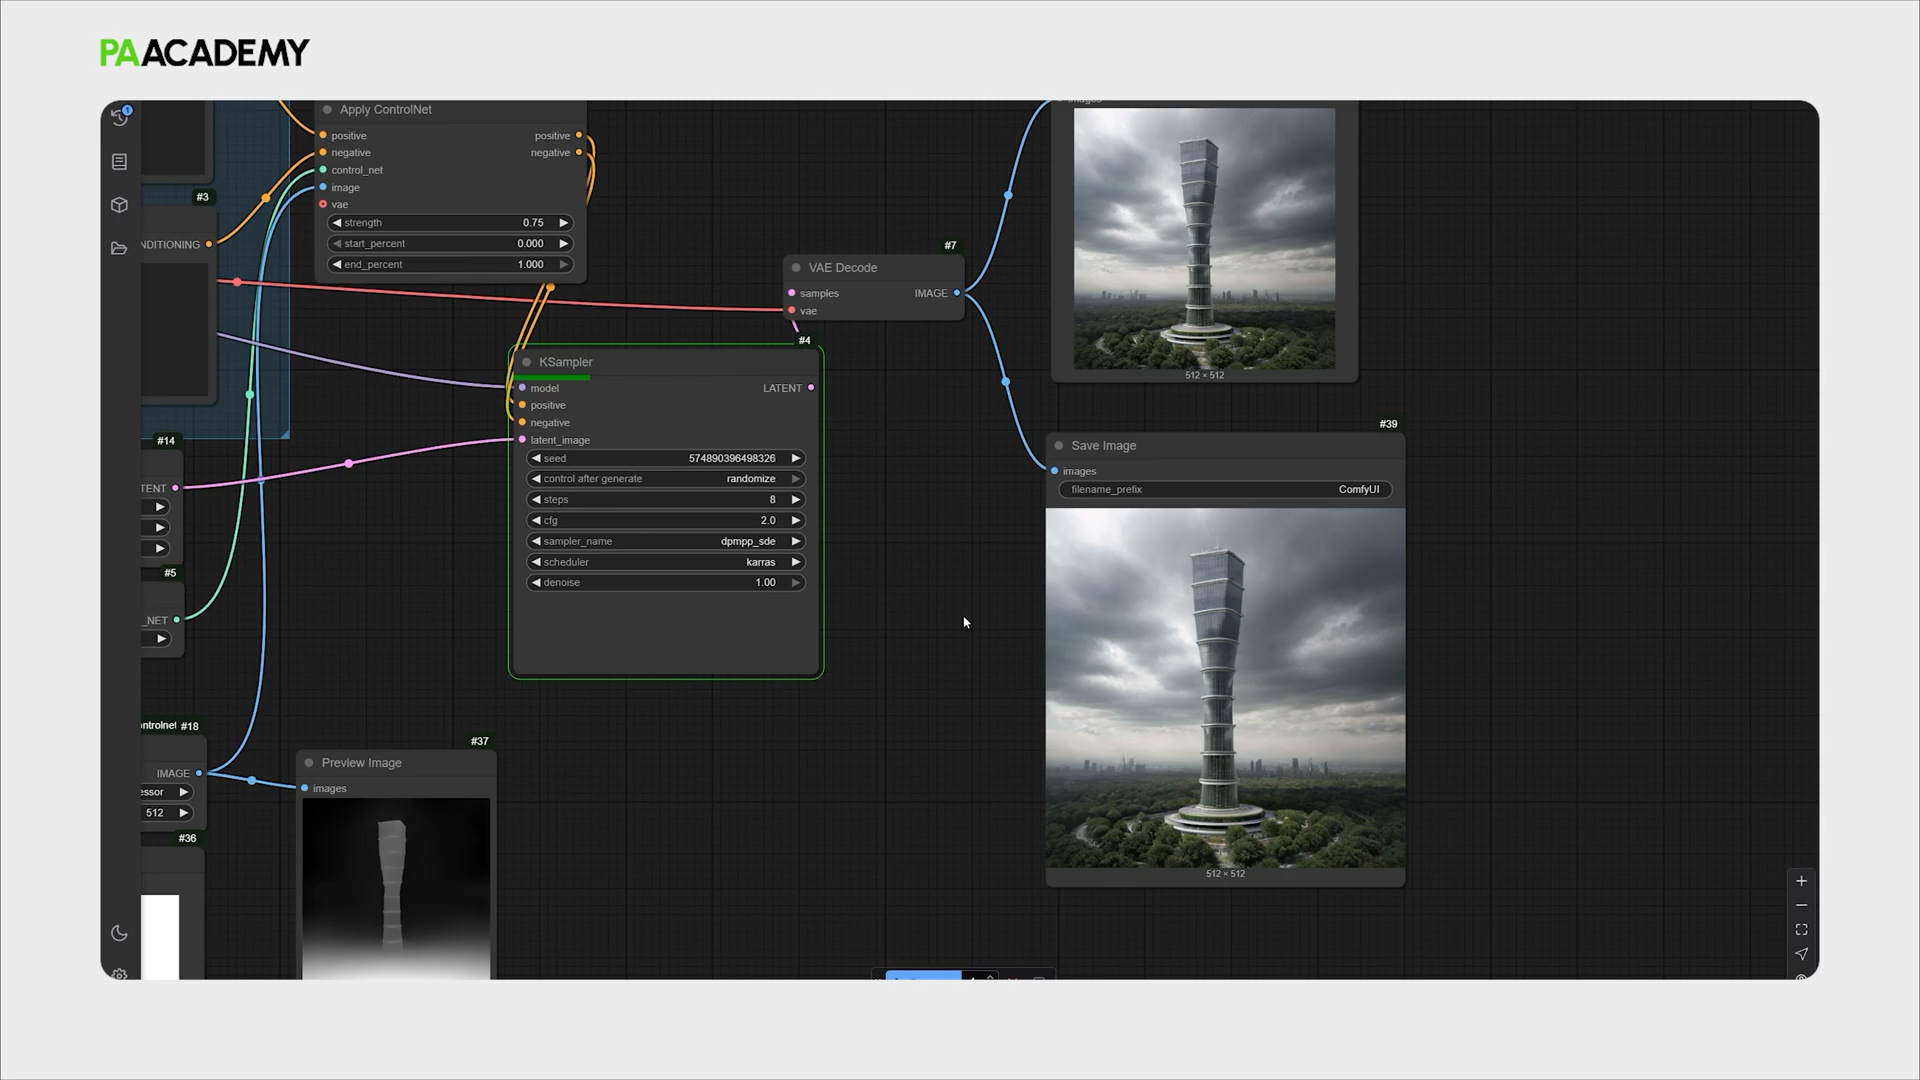 PAACADEMY
1
Apply ControlNet
positive
positive
negative
negative
control_net
image
vae
strength 0.75
start_percent 0.000
end_percent 1.000
#3
NDITIONING
#7
VAE Decode
samples
IMAGE
vae
#4
KSampler
model
LATENT
positive
negative
latent_image
seed 574890396498326
control after generate randomize
steps 8
cfg 2.0
sampler_name dpmpp_sde
scheduler karras
denoise 1.00
#14
TENT
#5
_NET
ontrolnet #18
IMAGE
essor
512
#36
#37
Preview Image
images
512 × 512
#39
Save Image
images
filename_prefix ComfyUI
512 × 512